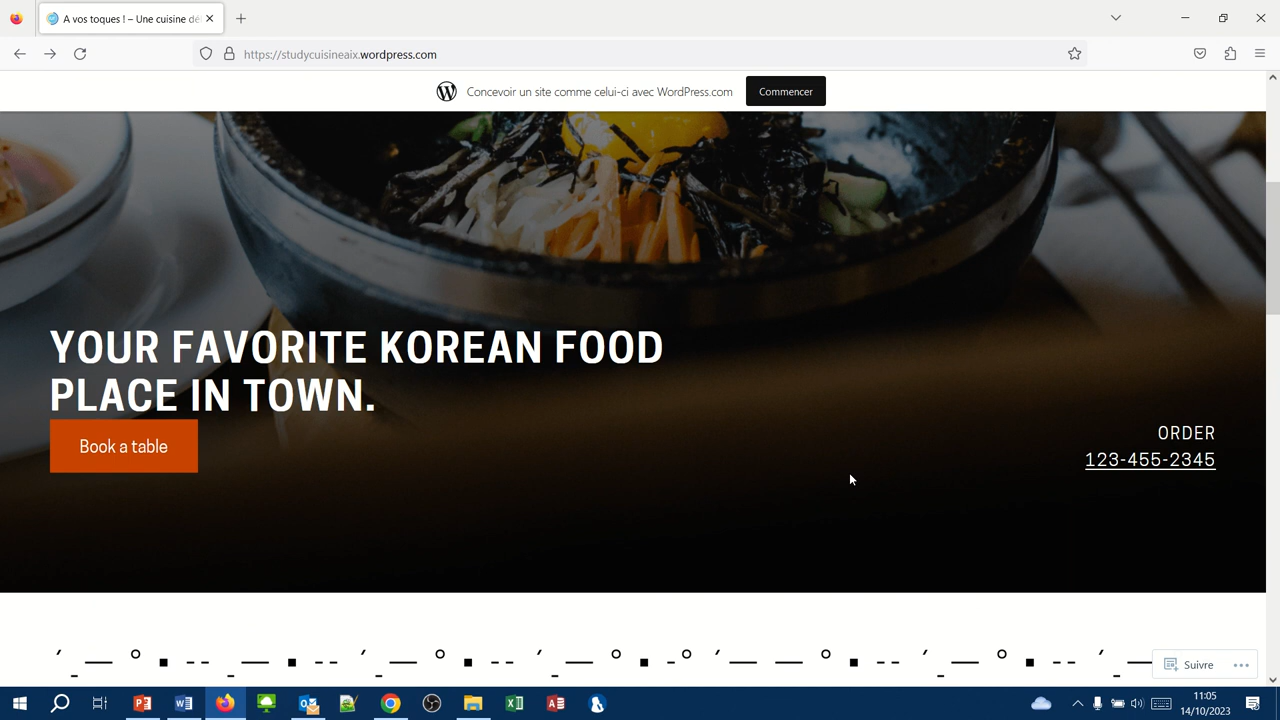 A vos toques ! – Une cuisine dé
https://studycuisineaix.wordpress.com
Concevoir un site comme celui-ci avec WordPress.com
Commencer
YOUR FAVORITE KOREAN FOOD
PLACE IN TOWN.
Book a table
ORDER
123-455-2345
Suivre
11:05
14/10/2023